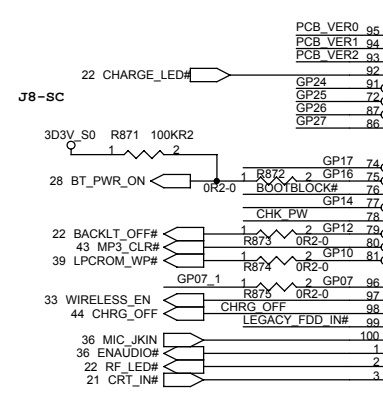 PCB_VER0 95
PCB_VER1 94
PCB_VER2 93
22 CHARGE_LED# 92
GP24 91
J8-SC
GP25 72
GP26 87
GP27 86
3D3V_S0 R871 100KR2
1 2
GP17 74
28 BT_PWR_ON 1 R872 2 GP16 75
0R2-0 BOOTBLOCK# 76
GP14 77
CHK_PW 78
22 BACKLT_OFF# 1 2 GP12 79
43 MP3_CLR# R873 0R2-0 80
39 LPCROM_WP# 1 2 GP10 81
R874 0R2-0
GP07_1 1 2 GP07 96
33 WIRELESS_EN R875 0R2-0 97
44 CHRG_OFF CHRG_OFF 98
LEGACY_FDD_IN# 99
36 MIC_JKIN 100
36 ENAUDIO# 1
22 RF_LED# 2
21 CRT_IN# 3